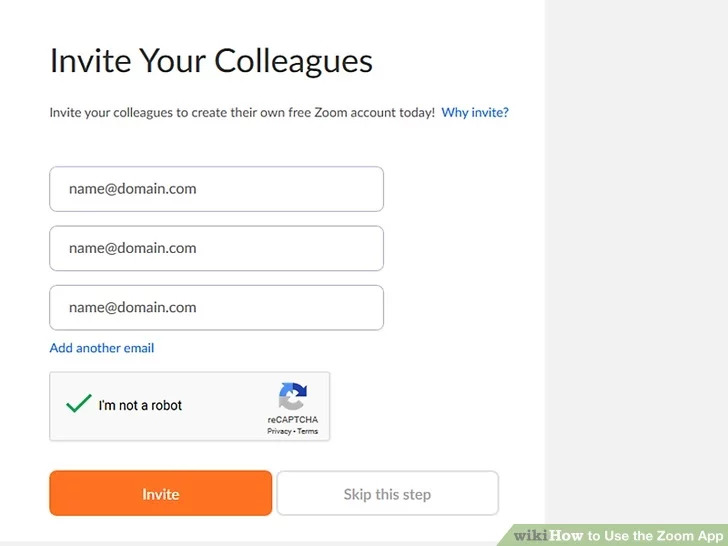 Invite Your Colleagues
Invite your colleagues to create their own free Zoom account today! Why invite?
name@domain.com
name@domain.com
name@domain.com
Add another email
I'm not a robot
reCAPTCHA
Privacy • Terms
Invite
Skip this step
wikiHow to Use the Zoom App